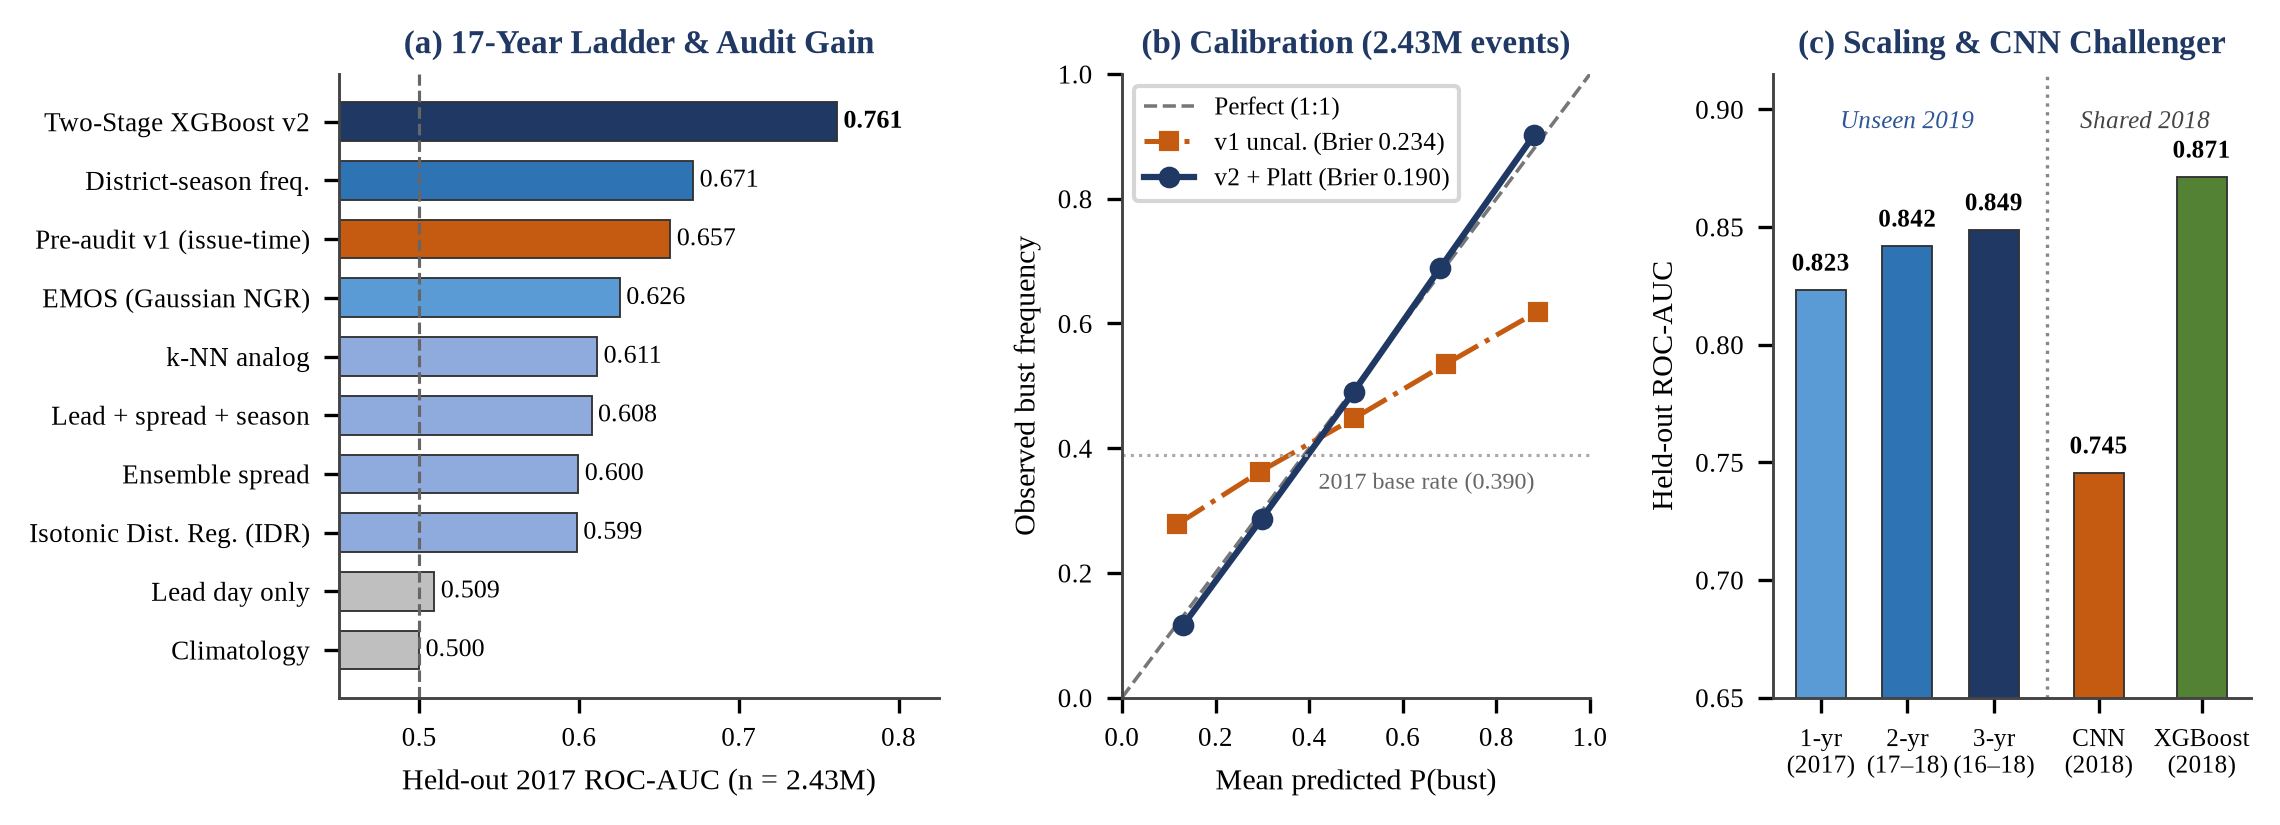 (a) 17-Year Ladder & Audit Gain
Two-Stage XGBoost v2
0.761
District-season freq.
0.671
Pre-audit v1 (issue-time)
0.657
EMOS (Gaussian NGR)
0.626
k-NN analog
0.611
Lead + spread + season
0.608
Ensemble spread
0.600
Isotonic Dist. Reg. (IDR)
0.599
Lead day only
0.509
Climatology
0.500
0.5 0.6 0.7 0.8
Held-out 2017 ROC-AUC (n = 2.43M)
(b) Calibration (2.43M events)
Observed bust frequency
1.0
0.8
0.6
0.4
0.2
0.0
Perfect (1:1)
v1 uncal. (Brier 0.234)
v2 + Platt (Brier 0.190)
2017 base rate (0.390)
0.0 0.2 0.4 0.6 0.8 1.0
Mean predicted P(bust)
(c) Scaling & CNN Challenger
Held-out ROC-AUC
0.90
0.85
0.80
0.75
0.70
0.65
Unseen 2019
Shared 2018
0.823
0.842
0.849
0.745
0.871
1-yr
(2017)
2-yr
(17–18)
3-yr
(16–18)
CNN
(2018)
XGBoost
(2018)